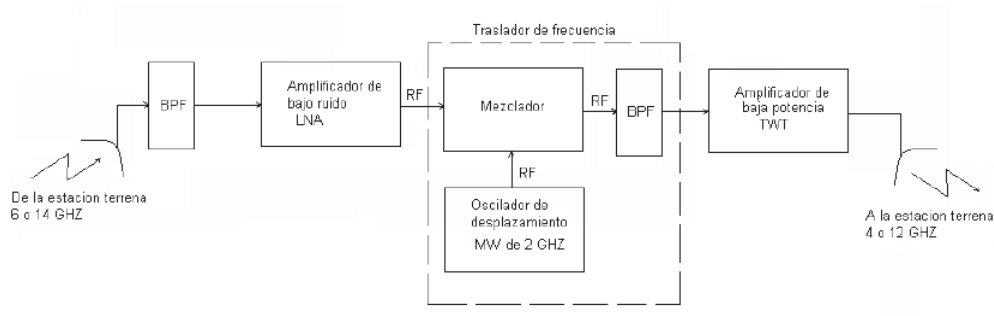 Traslador de frecuencia
BPF
Amplificador de
bajo ruido
LNA
RF
Mezclador
RF
BPF
Amplificador de
baja potencia
TWT
RF
De la estacion terrena
6 o 14 GHZ
Oscilador de
desplazamiento
MW de 2 GHZ
A la estacion terrena
4 o 12 GHZ